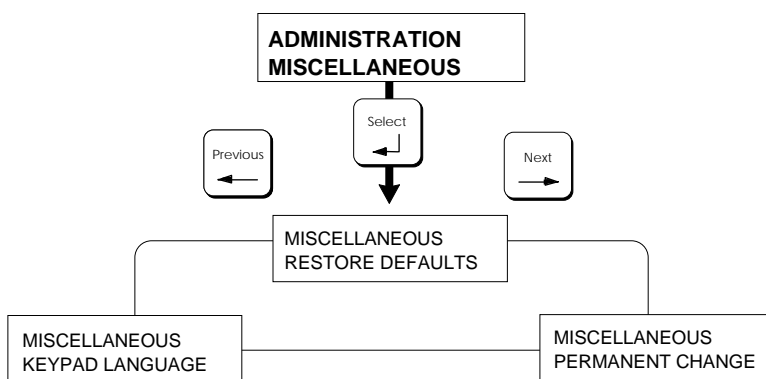 ADMINISTRATION
MISCELLANEOUS
Select
Previous
Next
MISCELLANEOUS
RESTORE DEFAULTS
MISCELLANEOUS
KEYPAD LANGUAGE
MISCELLANEOUS
PERMANENT CHANGE